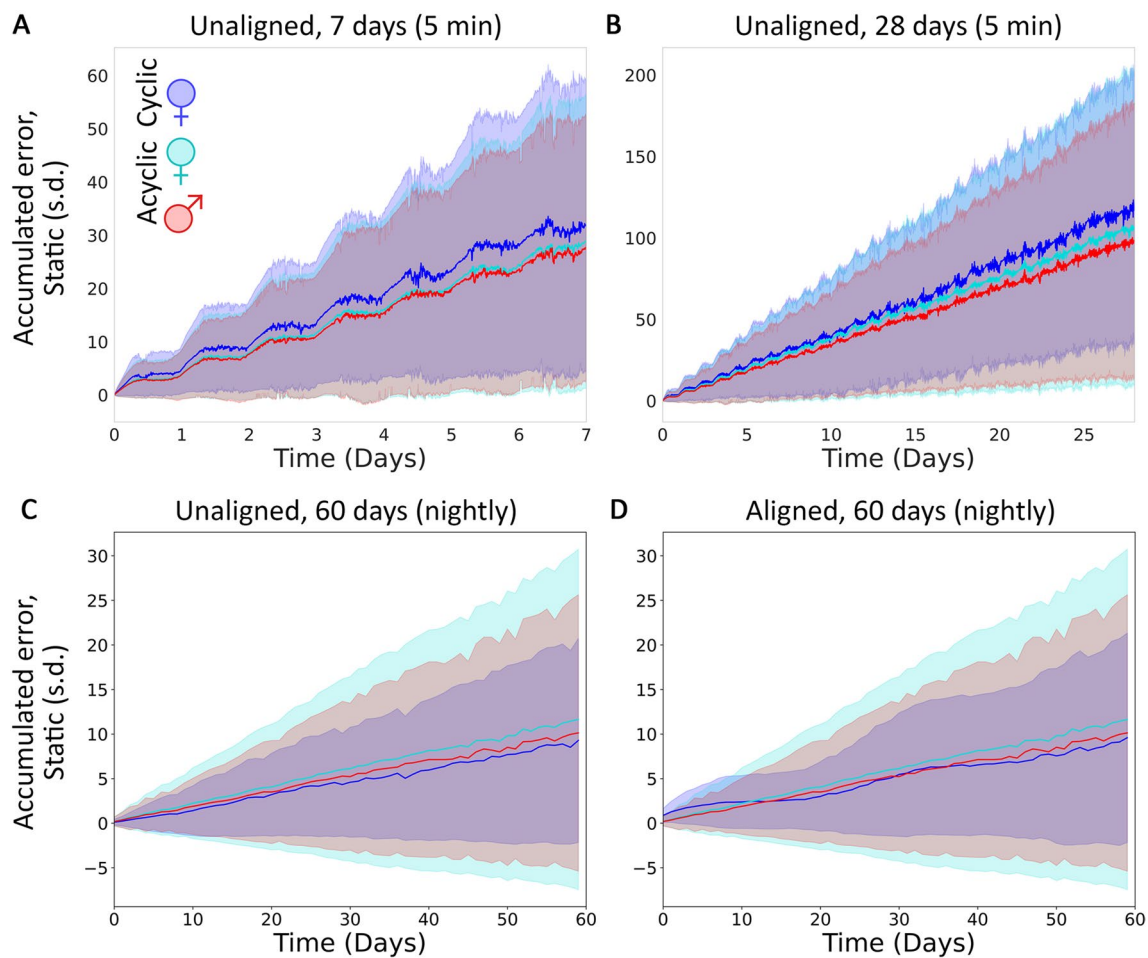 A
Unaligned, 7 days (5 min)
B
Unaligned, 28 days (5 min)
Accumulated error,
Static (s.d.)
60
50
40
30
20
10
0
Acyclic Cyclic
0 1 2 3 4 5 6 7
Time (Days)
200
150
100
50
0
0 5 10 15 20 25
Time (Days)
C
Unaligned, 60 days (nightly)
D
Aligned, 60 days (nightly)
Accumulated error,
Static (s.d.)
30
25
20
15
10
5
0
−5
0 10 20 30 40 50 60
Time (Days)
30
25
20
15
10
5
0
−5
0 10 20 30 40 50 60
Time (Days)